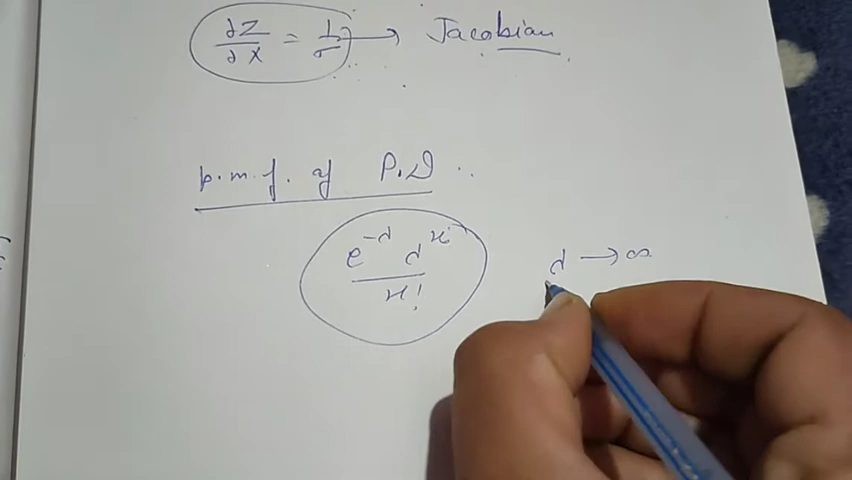 ∂Z/∂X = 1/σ → Jacobian
p.m.f. of P.D
e^{-λ} λ^x / x!
λ → ∞